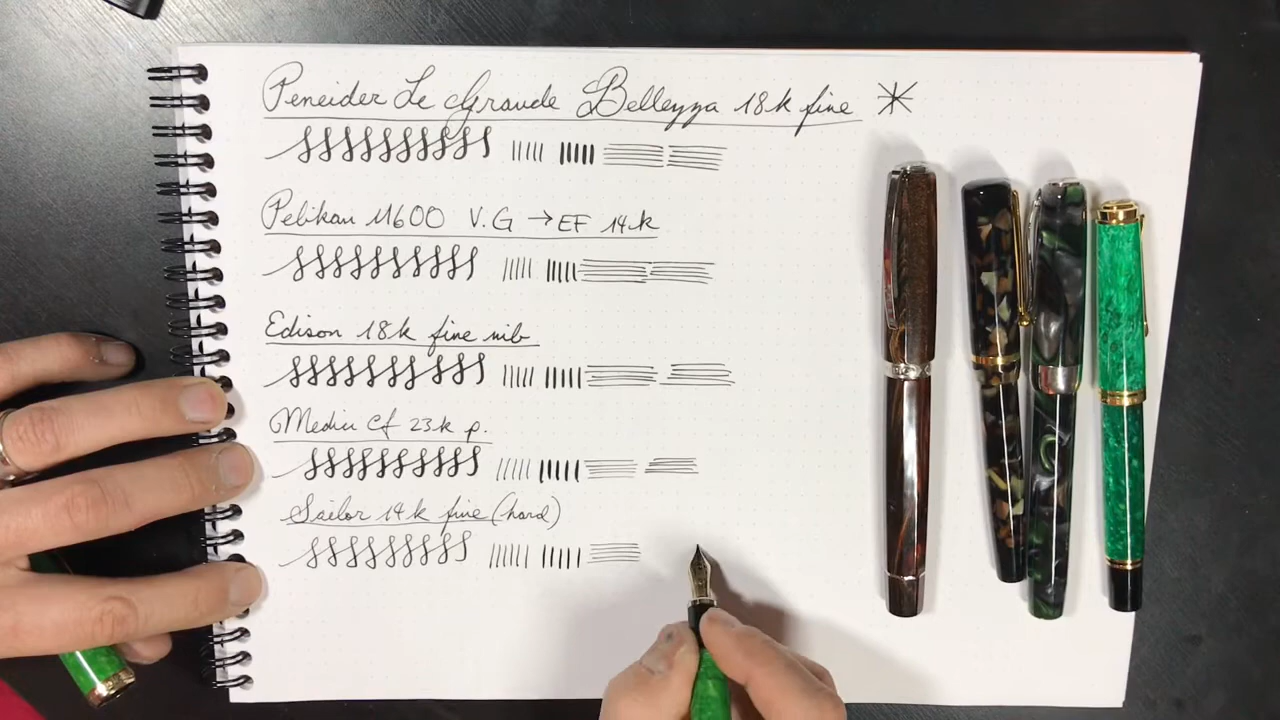 Peneider Le Grande Bellezza 18k fine
Pelikan M600 V.G → EF 14k
Edison 18k fine nib
cf 23k p.
Sailor 14k fine (hard)